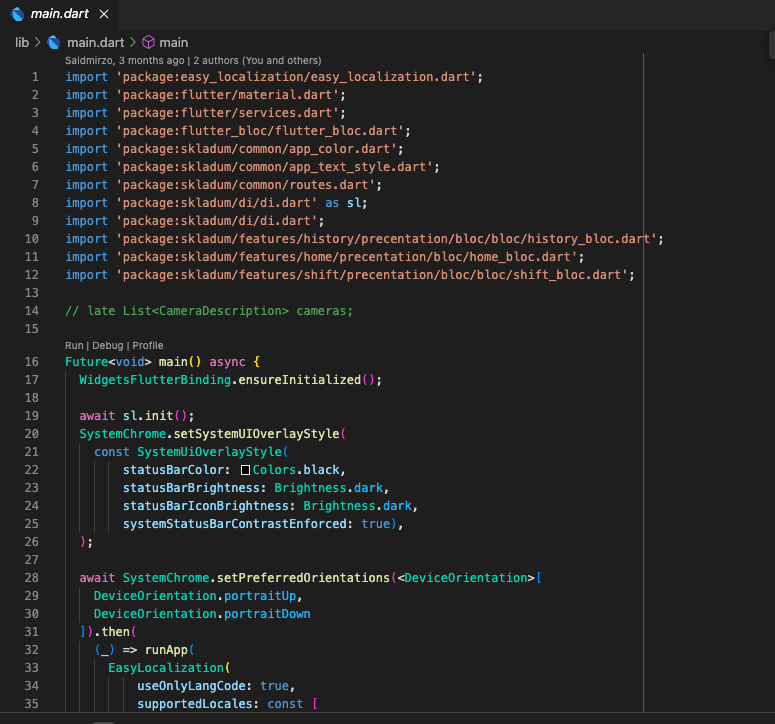 main.dart
lib > main.dart > main
Saidmirzo, 3 months ago | 2 authors (You and others)
1 import 'package:easy_localization/easy_localization.dart';
2 import 'package:flutter/material.dart';
3 import 'package:flutter/services.dart';
4 import 'package:flutter_bloc/flutter_bloc.dart';
5 import 'package:skladum/common/app_color.dart';
6 import 'package:skladum/common/app_text_style.dart';
7 import 'package:skladum/common/routes.dart';
8 import 'package:skladum/di/di.dart' as sl;
9 import 'package:skladum/di/di.dart';
10 import 'package:skladum/features/history/precentation/bloc/bloc/history_bloc.dart';
11 import 'package:skladum/features/home/precentation/bloc/home_bloc.dart';
12 import 'package:skladum/features/shift/precentation/bloc/bloc/shift_bloc.dart';
13
14 // late List<CameraDescription> cameras;
15
Run | Debug | Profile
16 Future<void> main() async {
17   WidgetsFlutterBinding.ensureInitialized();
18
19   await sl.init();
20   SystemChrome.setSystemUIOverlayStyle(
21     const SystemUiOverlayStyle(
22         statusBarColor: Colors.black,
23         statusBarBrightness: Brightness.dark,
24         statusBarIconBrightness: Brightness.dark,
25         systemStatusBarContrastEnforced: true),
26   );
27
28   await SystemChrome.setPreferredOrientations(<DeviceOrientation>[
29     DeviceOrientation.portraitUp,
30     DeviceOrientation.portraitDown
31   ]).then(
32     (_) => runApp(
33       EasyLocalization(
34           useOnlyLangCode: true,
35           supportedLocales: const [